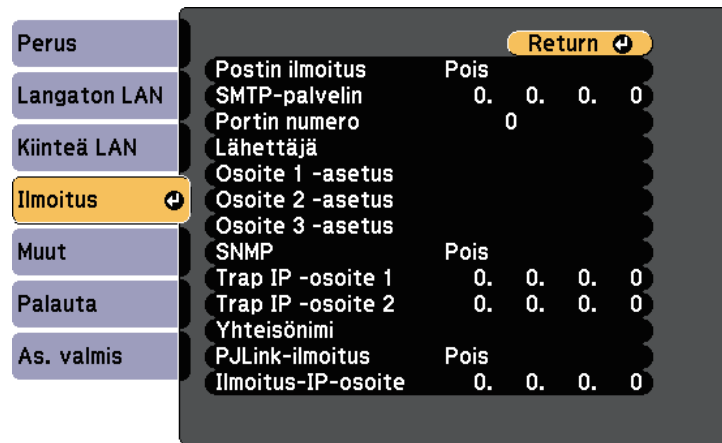 Perus
Langaton LAN
Kiinteä LAN
Ilmoitus
Muut
Palauta
As. valmis
Return
Postin ilmoitus Pois
SMTP-palvelin 0. 0. 0. 0
Portin numero 0
Lähettäjä
Osoite 1 -asetus
Osoite 2 -asetus
Osoite 3 -asetus
SNMP Pois
Trap IP -osoite 1 0. 0. 0. 0
Trap IP -osoite 2 0. 0. 0. 0
Yhteisönimi
PJLink-ilmoitus Pois
Ilmoitus-IP-osoite 0. 0. 0. 0